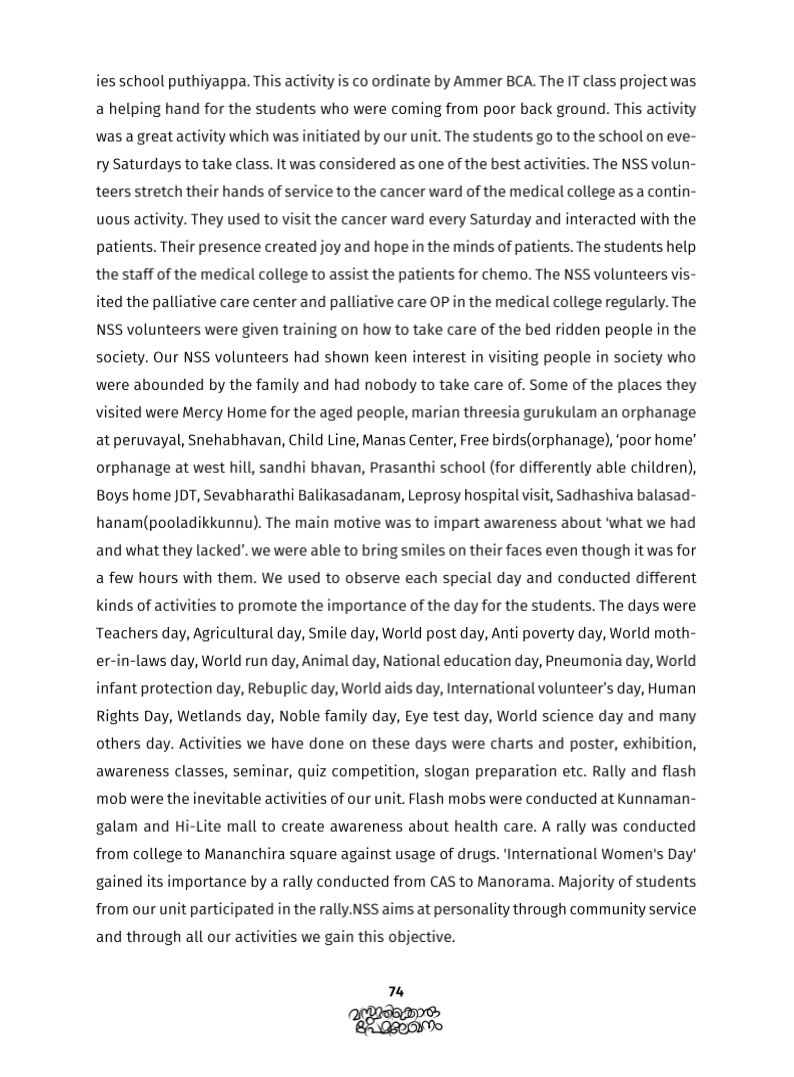 ies school puthiyappa. This activity is co ordinate by Ammer BCA. The IT class project was
a helping hand for the students who were coming from poor back ground. This activity
was a great activity which was initiated by our unit. The students go to the school on eve-
ry Saturdays to take class. It was considered as one of the best activities. The NSS volun-
teers stretch their hands of service to the cancer ward of the medical college as a contin-
uous activity. They used to visit the cancer ward every Saturday and interacted with the
patients. Their presence created joy and hope in the minds of patients. The students help
the staff of the medical college to assist the patients for chemo. The NSS volunteers vis-
ited the palliative care center and palliative care OP in the medical college regularly. The
NSS volunteers were given training on how to take care of the bed ridden people in the
society. Our NSS volunteers had shown keen interest in visiting people in society who
were abounded by the family and had nobody to take care of. Some of the places they
visited were Mercy Home for the aged people, marian threesia gurukulam an orphanage
at peruvayal, Snehabhavan, Child Line, Manas Center, Free birds(orphanage), ‘poor home’
orphanage at west hill, sandhi bhavan, Prasanthi school (for differently able children),
Boys home JDT, Sevabharathi Balikasadanam, Leprosy hospital visit, Sadhashiva balasad-
hanam(pooladikkunnu). The main motive was to impart awareness about 'what we had
and what they lacked’. we were able to bring smiles on their faces even though it was for
a few hours with them. We used to observe each special day and conducted different
kinds of activities to promote the importance of the day for the students. The days were
Teachers day, Agricultural day, Smile day, World post day, Anti poverty day, World moth-
er-in-laws day, World run day, Animal day, National education day, Pneumonia day, World
infant protection day, Rebuplic day, World aids day, International volunteer’s day, Human
Rights Day, Wetlands day, Noble family day, Eye test day, World science day and many
others day. Activities we have done on these days were charts and poster, exhibition,
awareness classes, seminar, quiz competition, slogan preparation etc. Rally and flash
mob were the inevitable activities of our unit. Flash mobs were conducted at Kunnaman-
galam and Hi-Lite mall to create awareness about health care. A rally was conducted
from college to Mananchira square against usage of drugs. 'International Women's Day'
gained its importance by a rally conducted from CAS to Manorama. Majority of students
from our unit participated in the rally.NSS aims at personality through community service
and through all our activities we gain this objective.
74